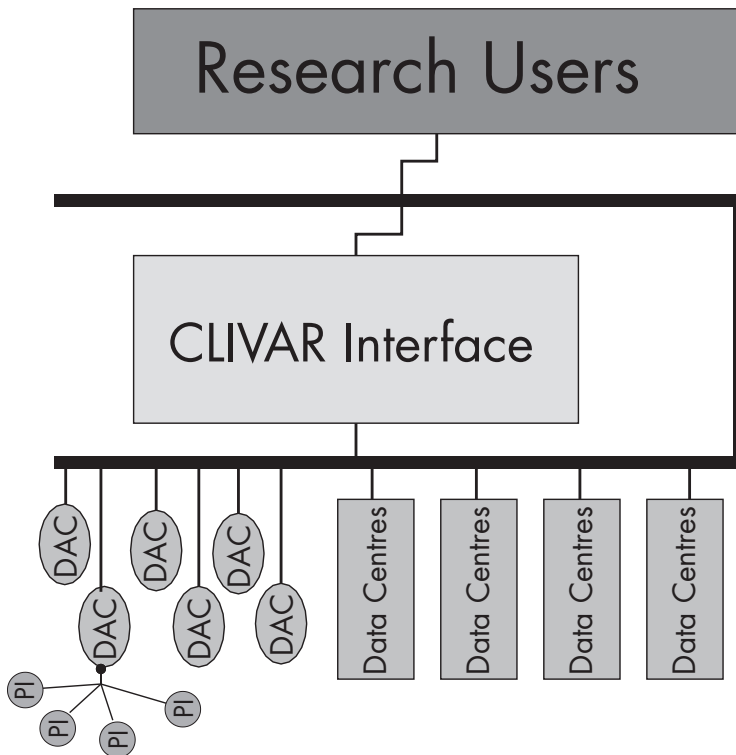 Research Users
CLIVAR Interface
DAC
DAC
DAC
DAC
DAC
DAC
Data Centres
Data Centres
Data Centres
Data Centres
PI
PI
PI
PI